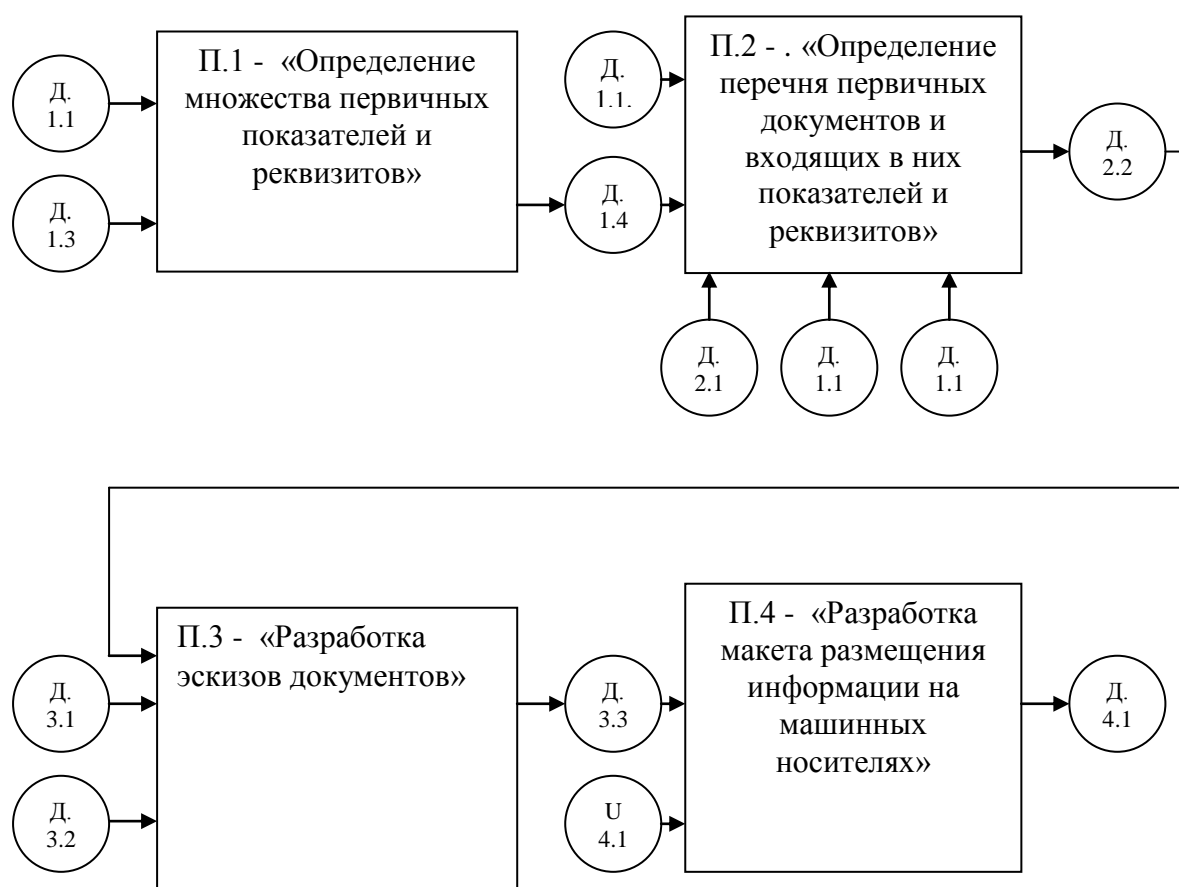 Д.
1.1
Д.
1.3
П.1 - «Определение
множества первичных
показателей и
реквизитов»
Д.
1.1.
Д.
1.4
П.2 - . «Определение
перечня первичных
документов и
входящих в них
показателей и
реквизитов»
Д.
2.2
Д.
2.1
Д.
1.1
Д.
1.1
Д.
3.1
Д.
3.2
П.3 - «Разработка
эскизов документов»
Д.
3.3
U
4.1
П.4 - «Разработка
макета размещения
информации на
машинных
носителях»
Д.
4.1